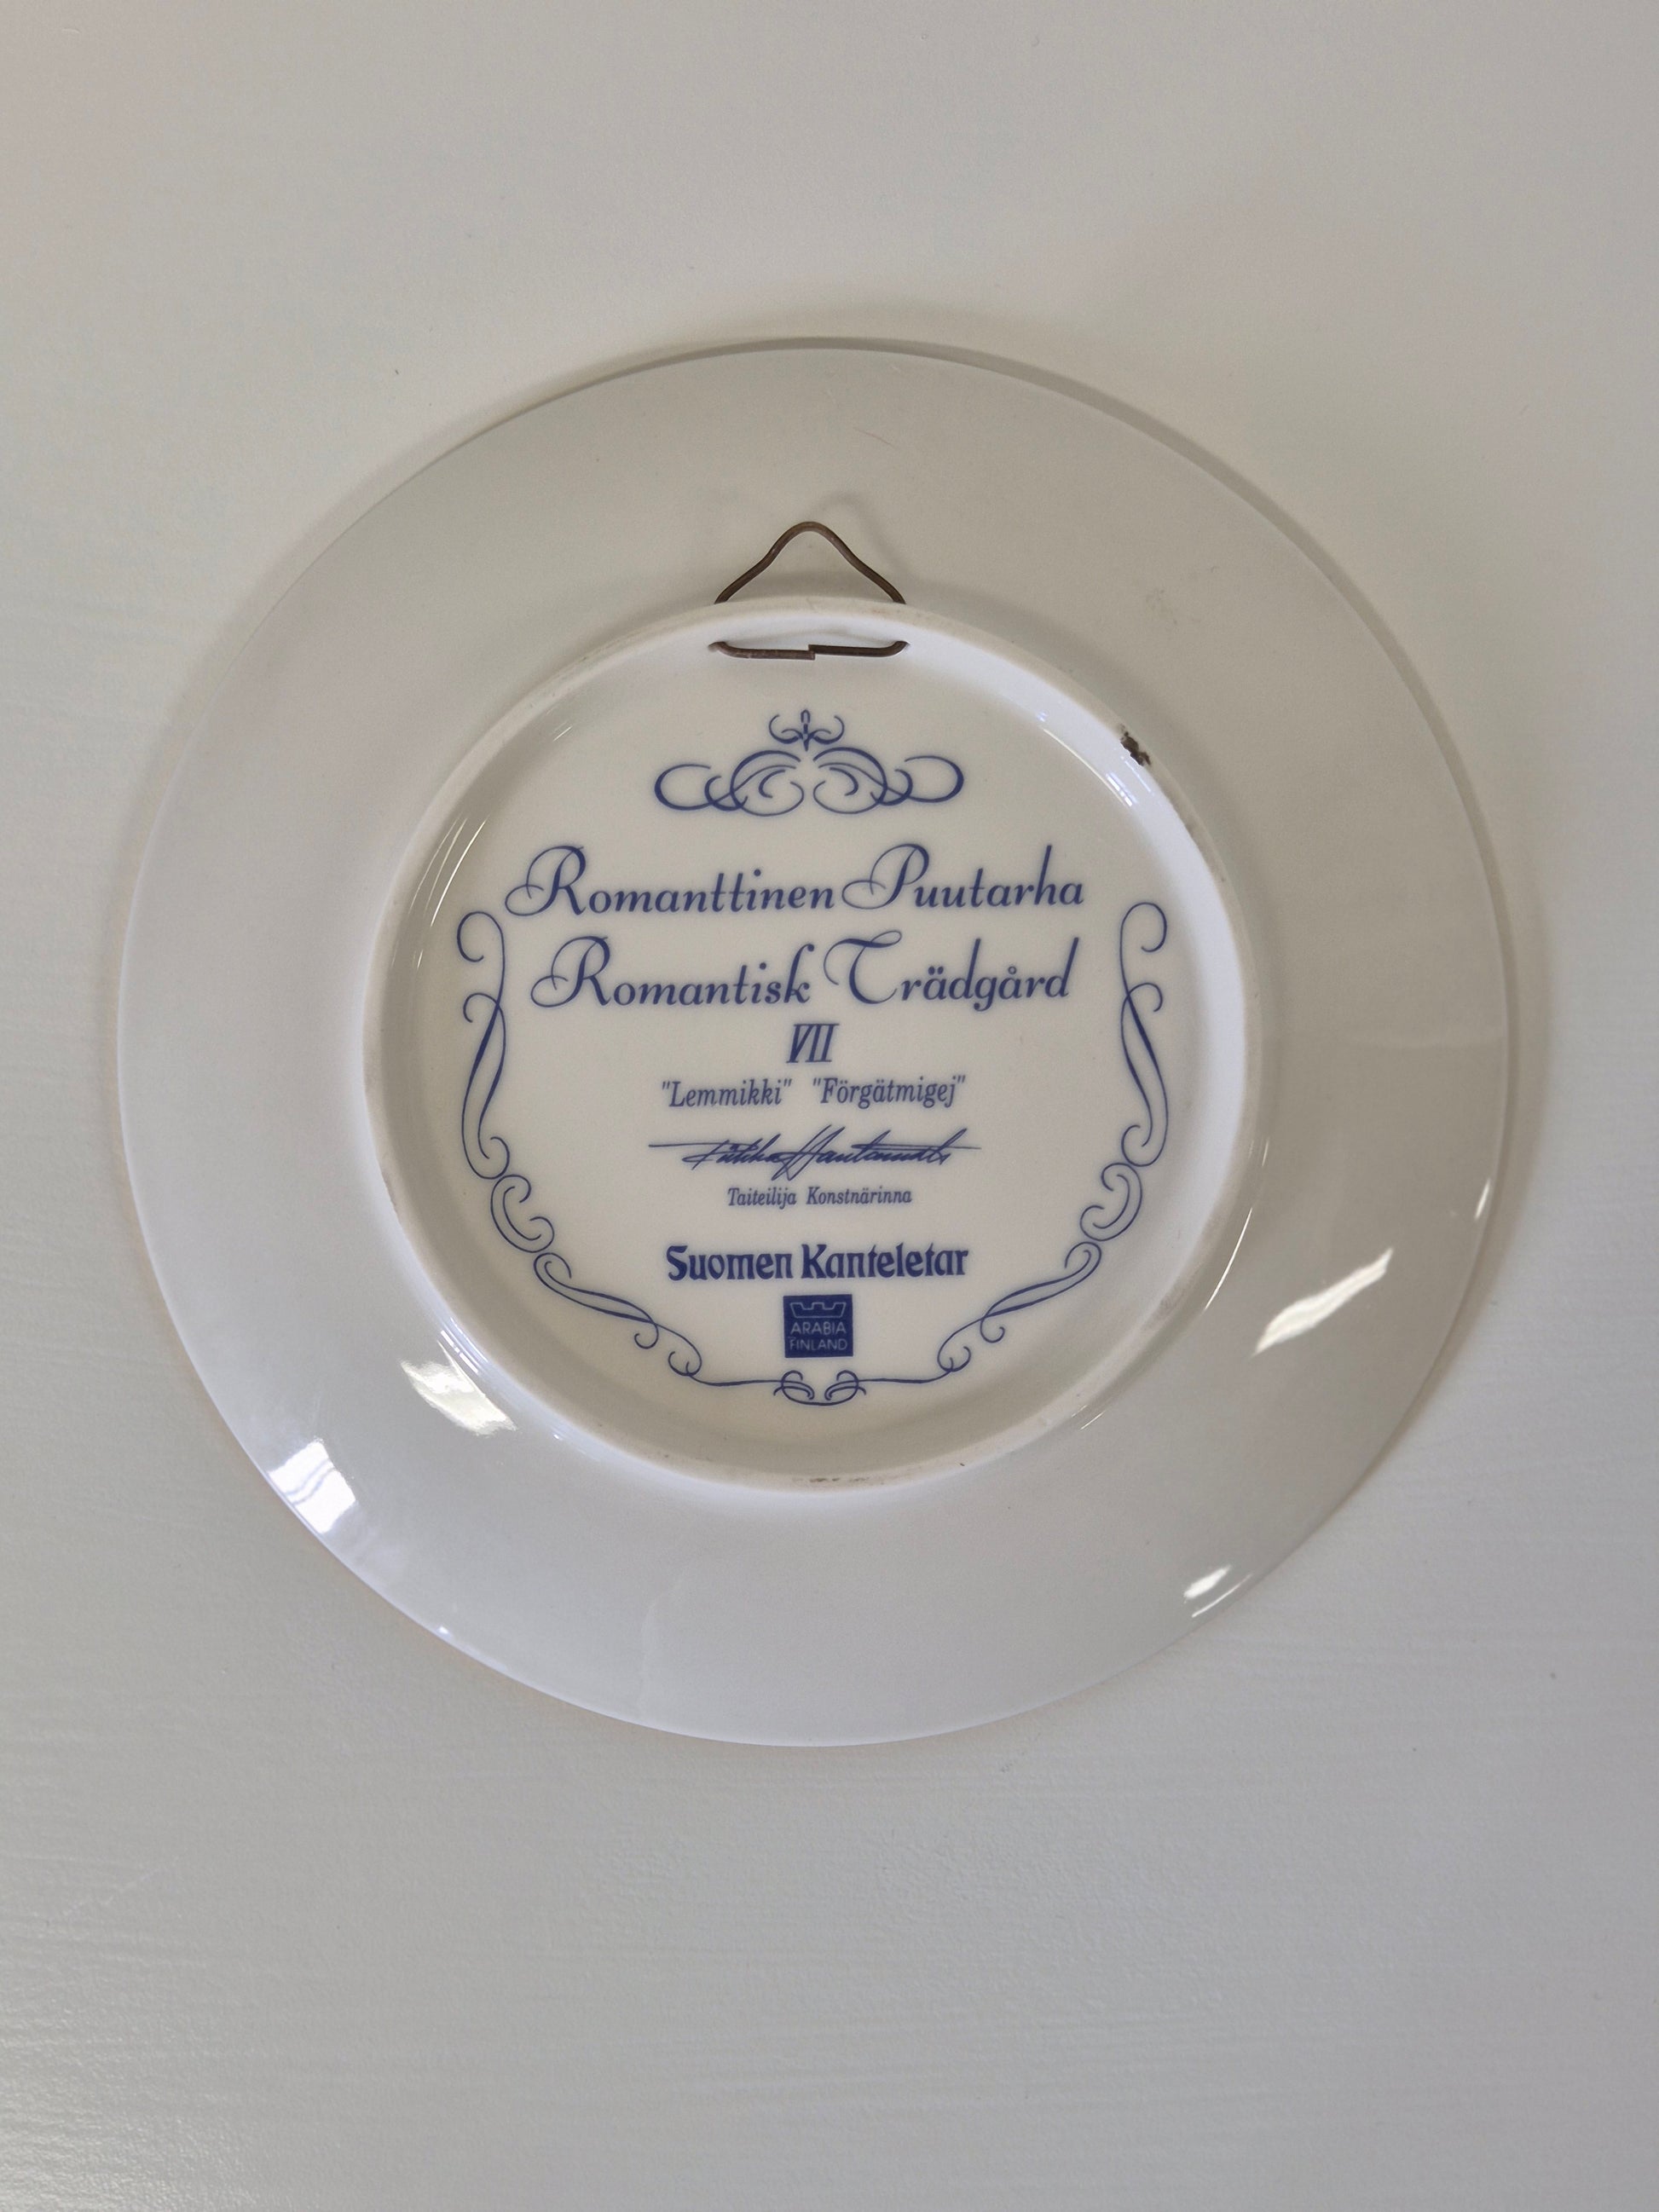 Romanttinen Puutarha
Romantisk Trädgård
VII
"Lemmikki" "Förgätmigej"
Taiteilija Konstnärinna
Suomen Kanteletar
ARABIA
FINLAND